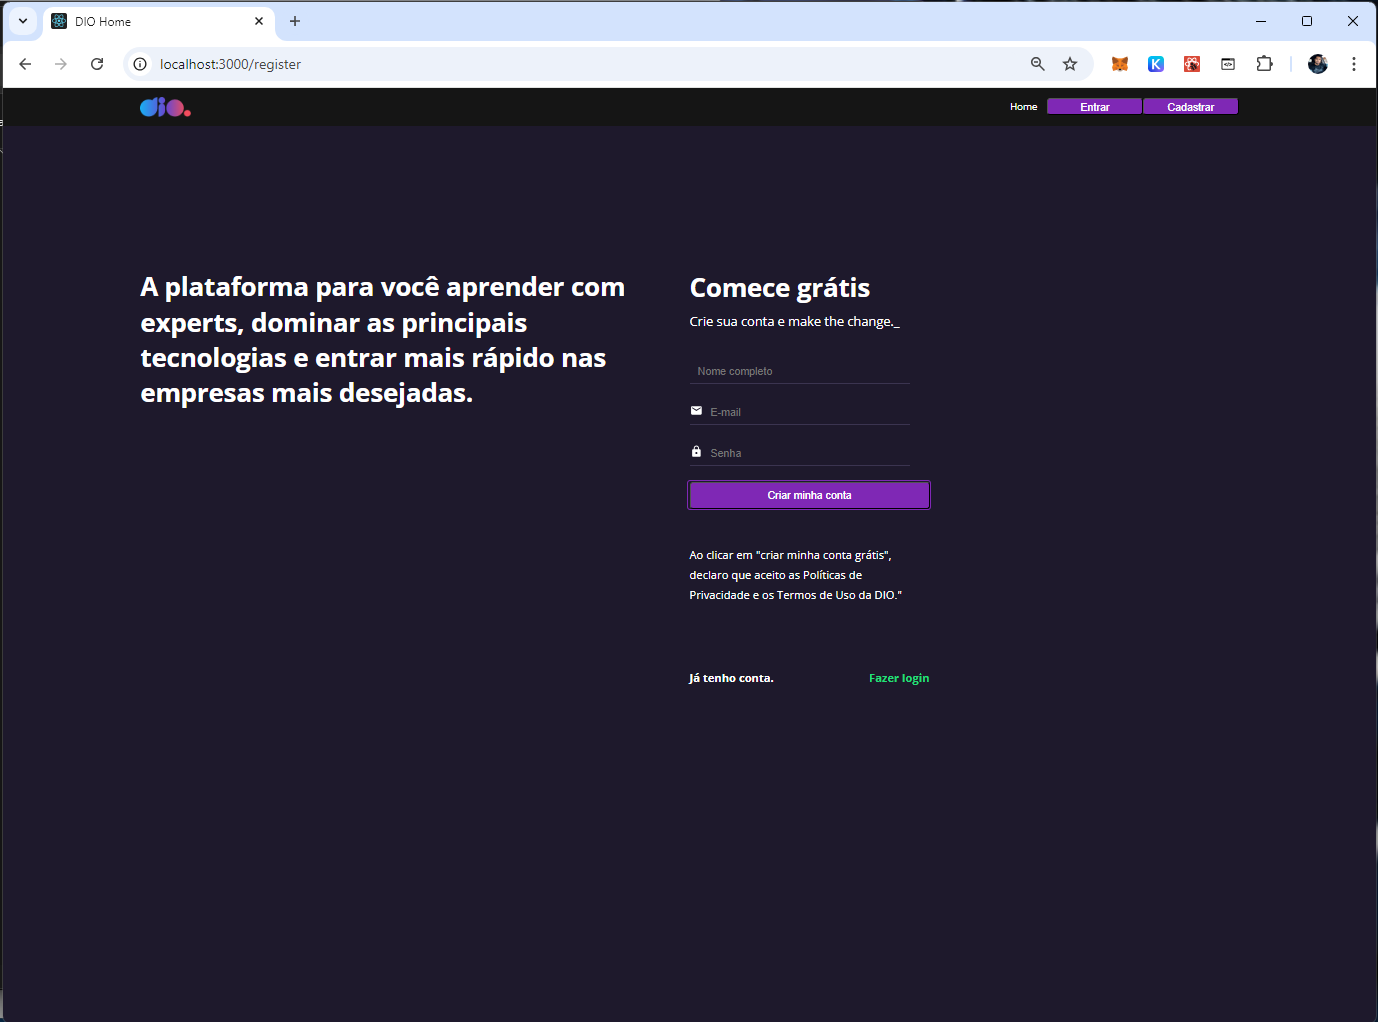 DIO Home
localhost:3000/register
dio.
Home Entrar Cadastrar
A plataforma para você aprender com
experts, dominar as principais
tecnologias e entrar mais rápido nas
empresas mais desejadas.
Comece grátis
Crie sua conta e make the change._
Nome completo
E-mail
Senha
Criar minha conta
Ao clicar em "criar minha conta grátis",
declaro que aceito as Políticas de
Privacidade e os Termos de Uso da DIO."
Já tenho conta. Fazer login